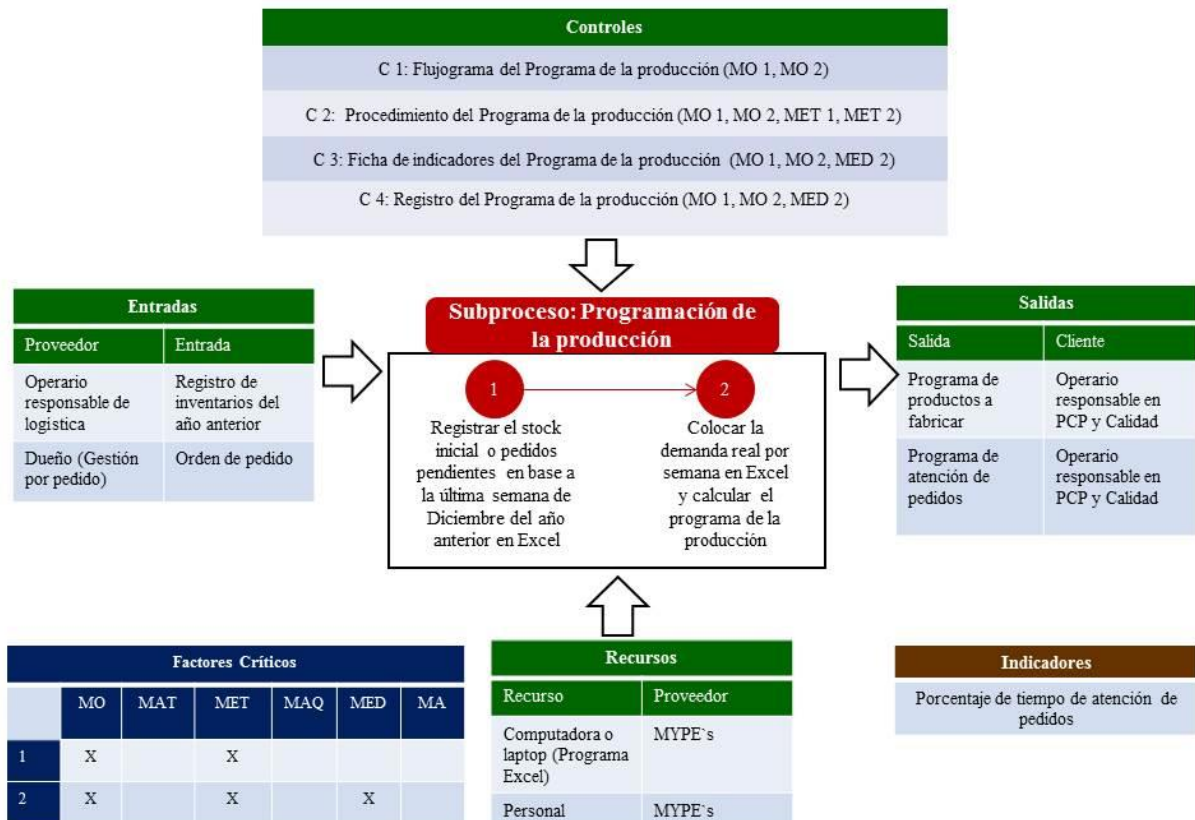 Controles
C 1: Flujograma del Programa de la producción (MO 1, MO 2)
C 2: Procedimiento del Programa de la producción (MO 1, MO 2, MET 1, MET 2)
C 3: Ficha de indicadores del Programa de la producción (MO 1, MO 2, MED 2)
C 4: Registro del Programa de la producción (MO 1, MO 2, MED 2)
Entradas
Proveedor Entrada
Operario
responsable de
logística
Registro de
inventarios del
año anterior
Dueño (Gestión
por pedido)
Orden de pedido
Subproceso: Programación de
la producción
1
Registrar el stock
inicial o pedidos
pendientes en base a
la última semana de
Diciembre del año
anterior en Excel
2
Colocar la
demanda real por
semana en Excel
y calcular el
programa de la
producción
Salidas
Salida Cliente
Programa de
productos a
fabricar
Operario
responsable en
PCP y Calidad
Programa de
atención de
pedidos
Operario
responsable en
PCP y Calidad
Factores Críticos
MO MAT MET MAQ MED MA
1 X X
2 X X X
Recursos
Recurso Proveedor
Computadora o
laptop (Programa
Excel)
MYPE`s
Personal MYPE`s
Indicadores
Porcentaje de tiempo de atención de
pedidos